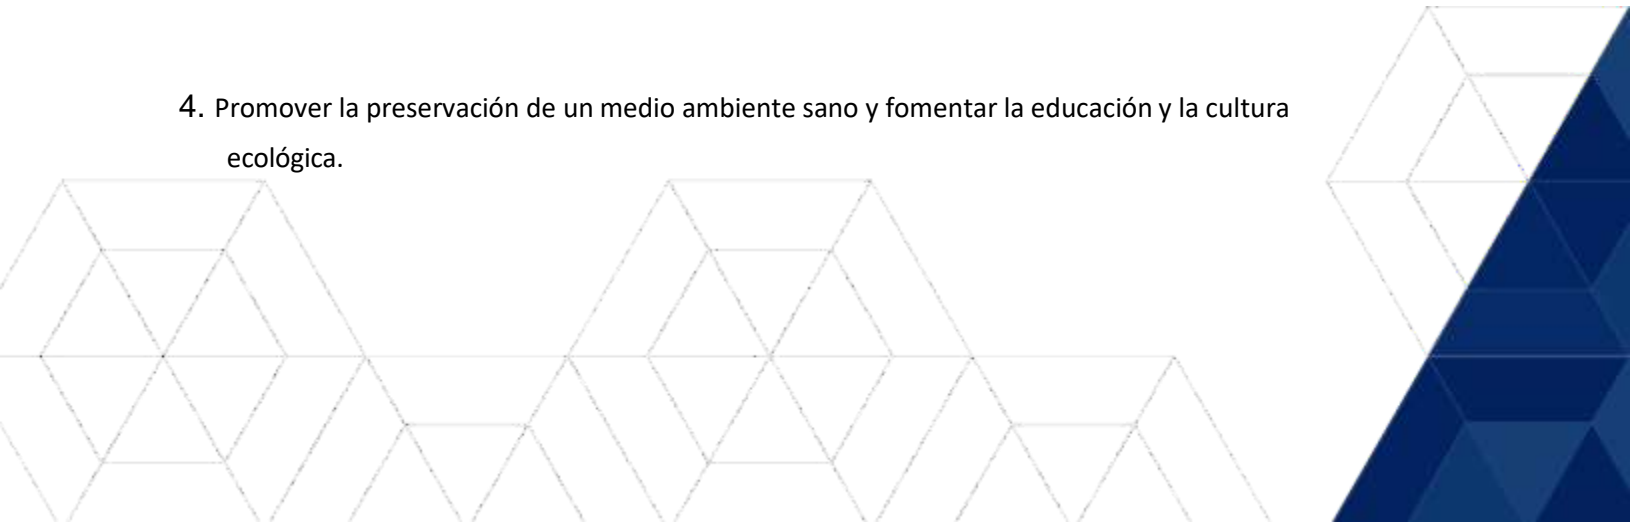 4. Promover la preservación de un medio ambiente sano y fomentar la educación y la cultura
ecológica.